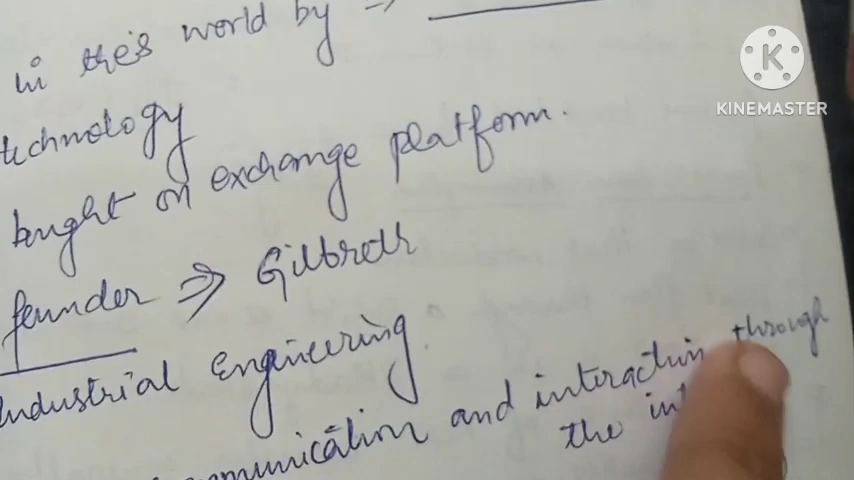 in this world by →
technology
bought on exchange platform.
founder ⇒ Gilbreth
Industrial Engineering.
communication and interaction through
the
K
KINEMASTER